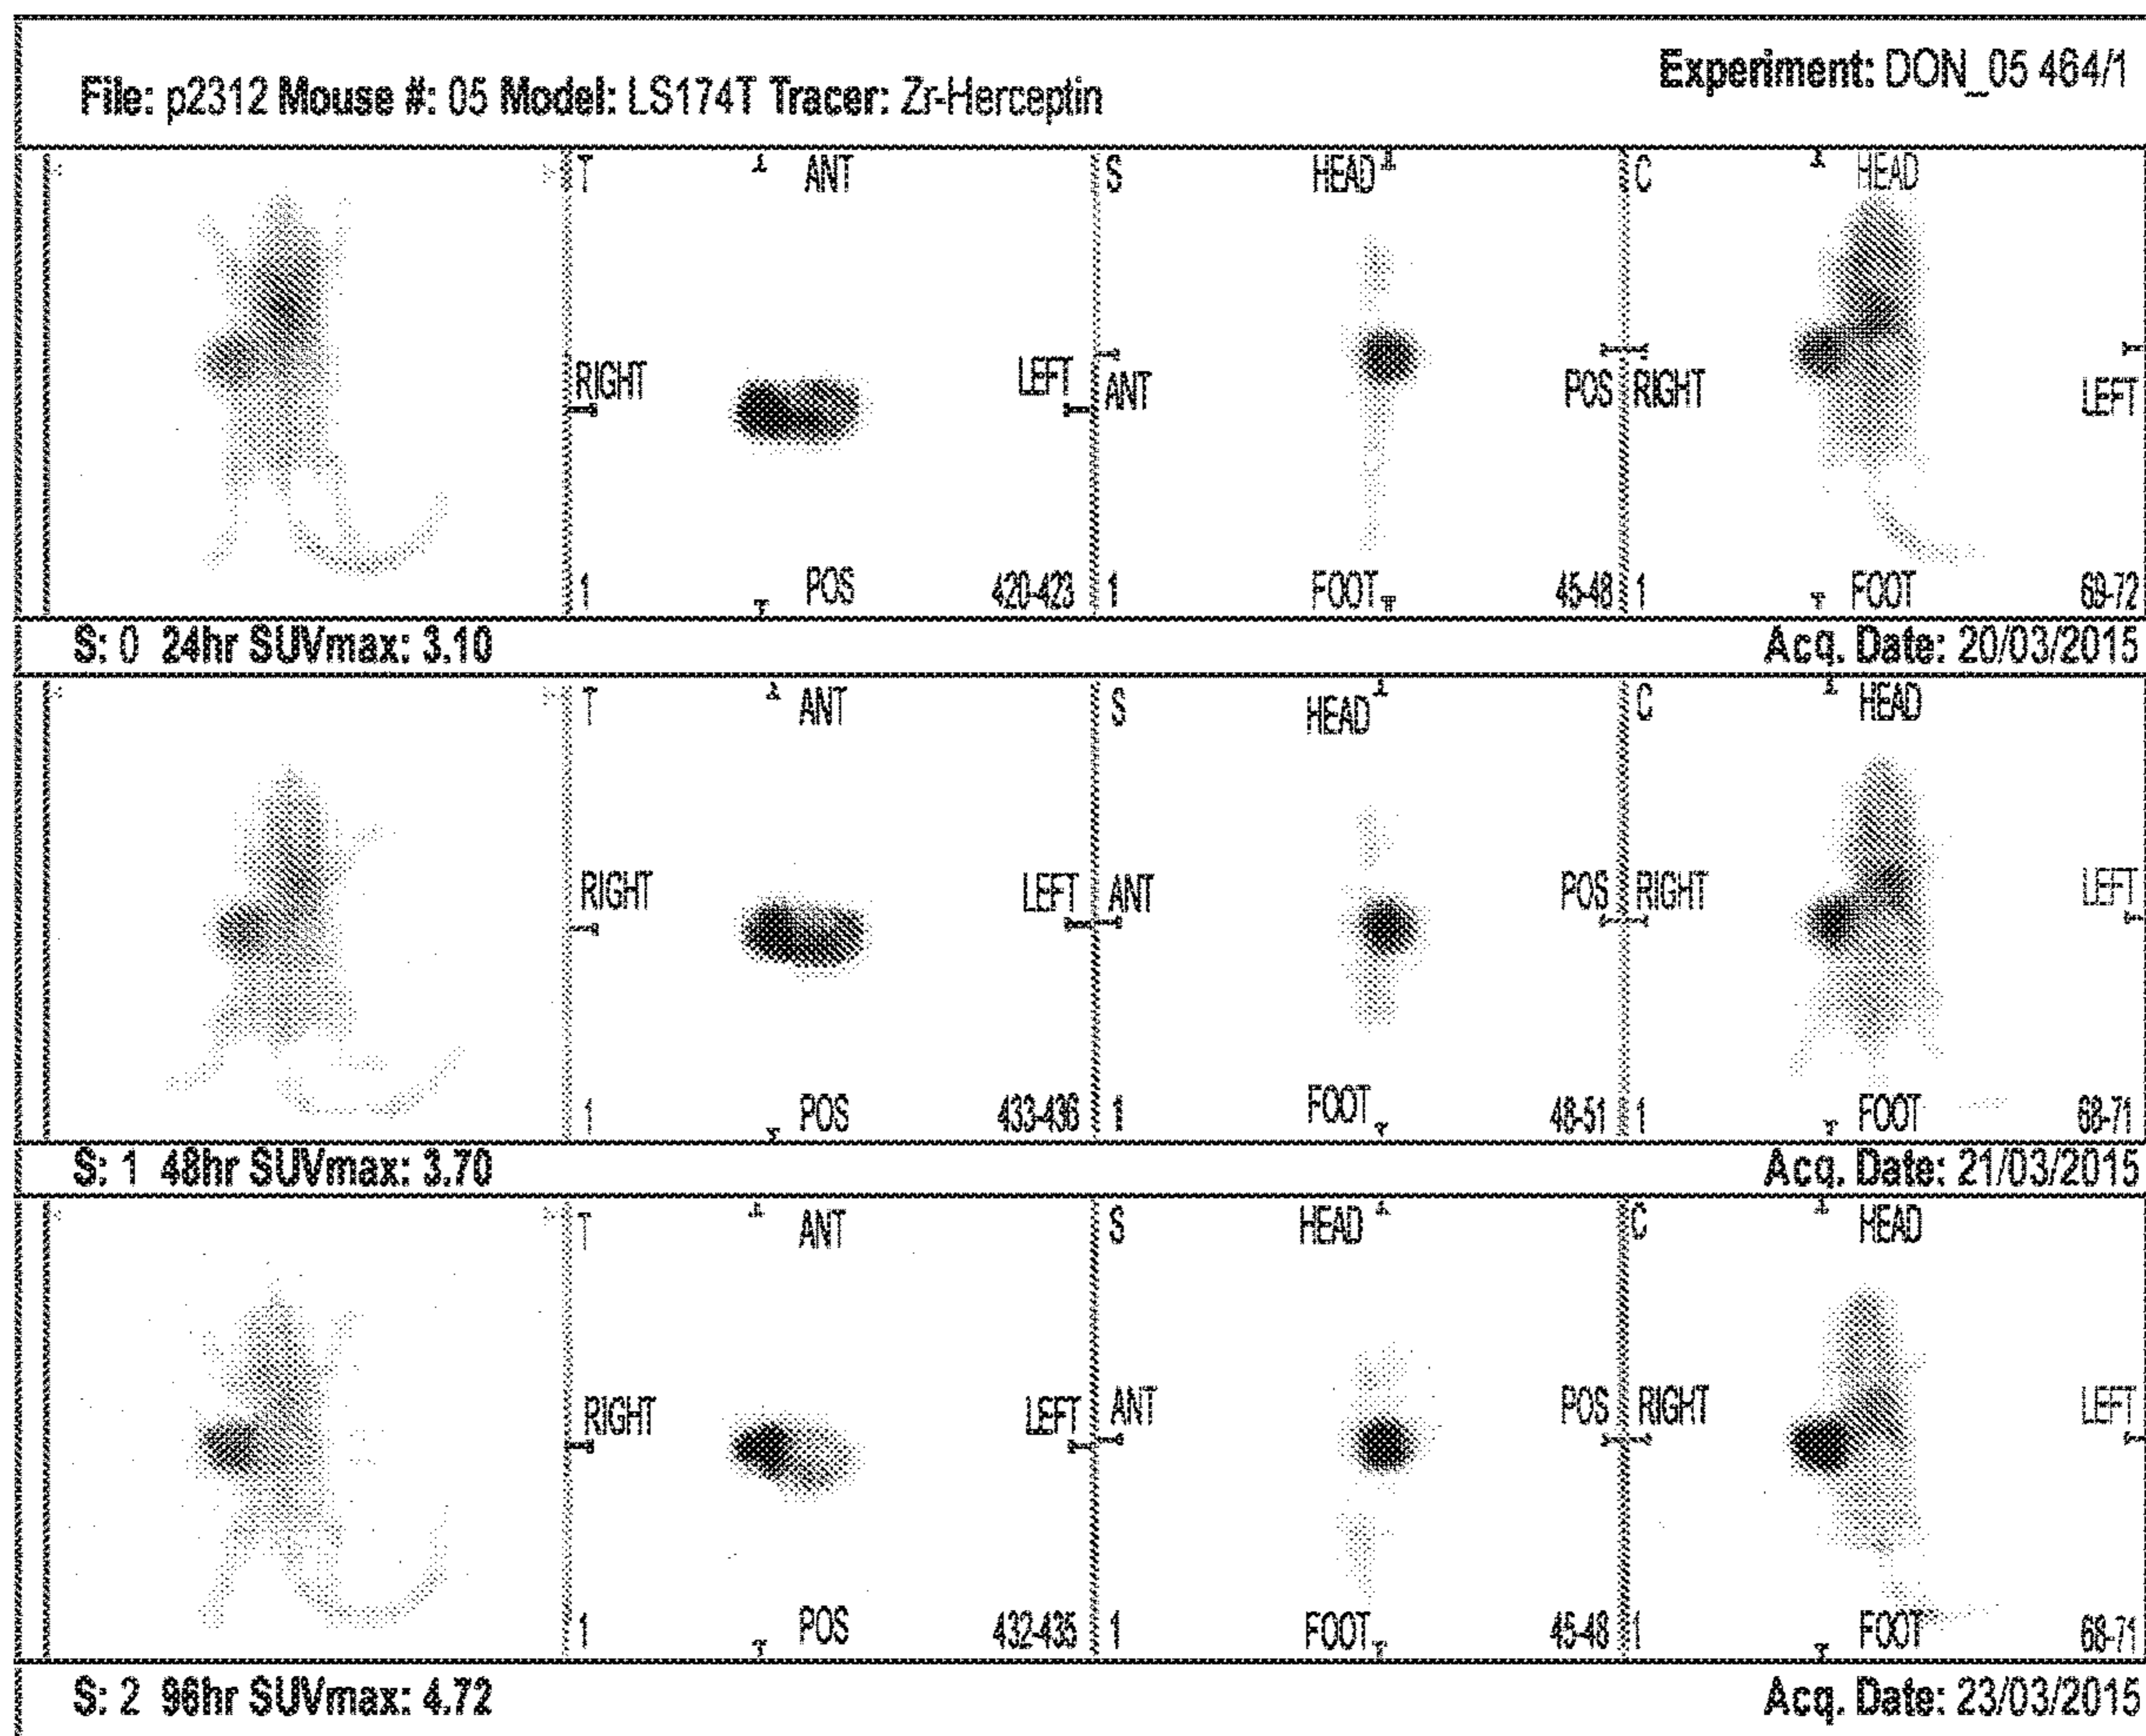 Experiment: DON_05 464/1
File: p2312 Mouse #: 05 Model: LS174T Tracer: Zr-Herceptin
T ANT S HEAD C HEAD
RIGHT LEFT ANT POS RIGHT LEFT
1 POS 420-423 1 FOOT 45-48 1 FOOT 69-72
S: 0 24hr SUVmax: 3.10 Acq. Date: 20/03/2015
T ANT S HEAD C HEAD
RIGHT LEFT ANT POS RIGHT LEFT
1 POS 433-436 1 FOOT 48-51 1 FOOT 68-71
S: 1 48hr SUVmax: 3.70 Acq. Date: 21/03/2015
T ANT S HEAD C HEAD
RIGHT LEFT ANT POS RIGHT LEFT
1 POS 432-435 1 FOOT 45-48 1 FOOT 68-71
S: 2 96hr SUVmax: 4.72 Acq. Date: 23/03/2015